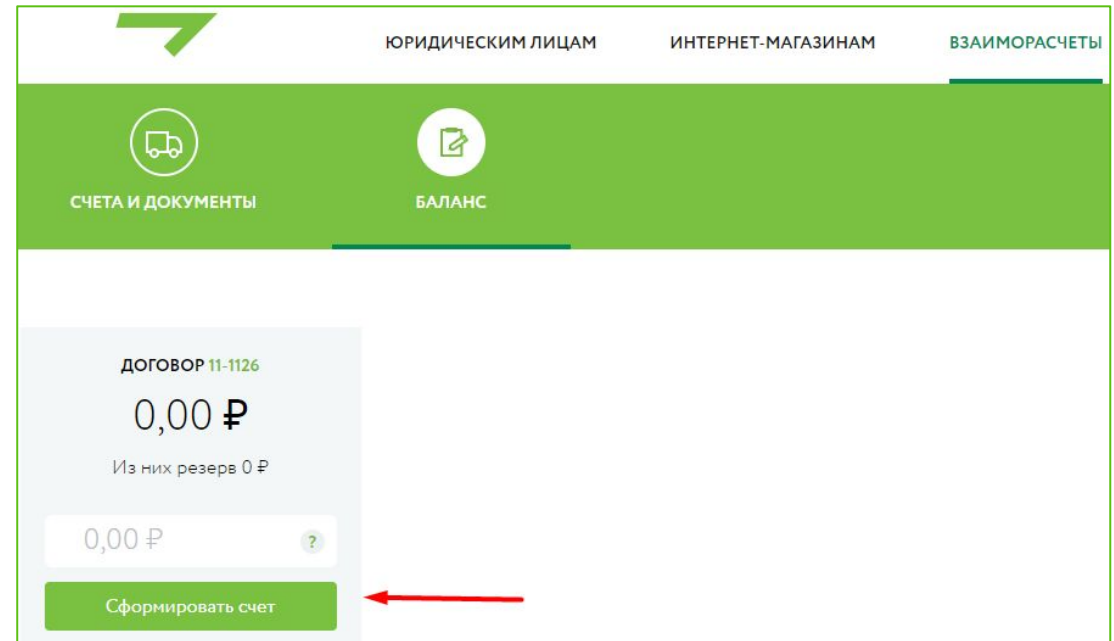 ЮРИДИЧЕСКИМ ЛИЦАМ ИНТЕРНЕТ-МАГАЗИНАМ ВЗАИМОРАСЧЕТЫ
СЧЕТА И ДОКУМЕНТЫ БАЛАНС
ДОГОВОР 11-1126
0,00 ₽
Из них резерв 0 ₽
0,00 ₽ ?
Сформировать счет